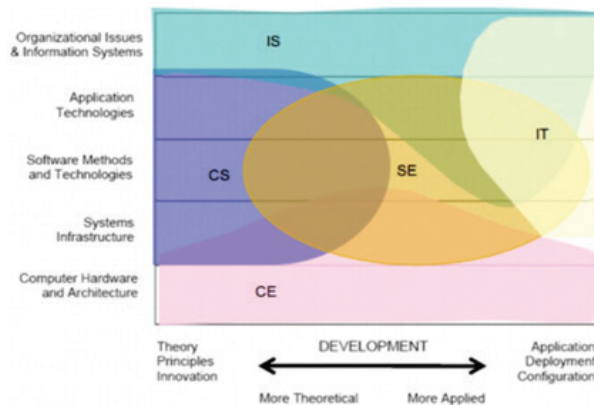 Organizational Issues
& Information Systems
IS
Application
Technologies
IT
Software Methods
and Technologies
CS
SE
Systems
Infrastructure
Computer Hardware
and Architecture
CE
Theory
Principles
Innovation
DEVELOPMENT
Application
Deployment
Configuration
More Theoretical
More Applied